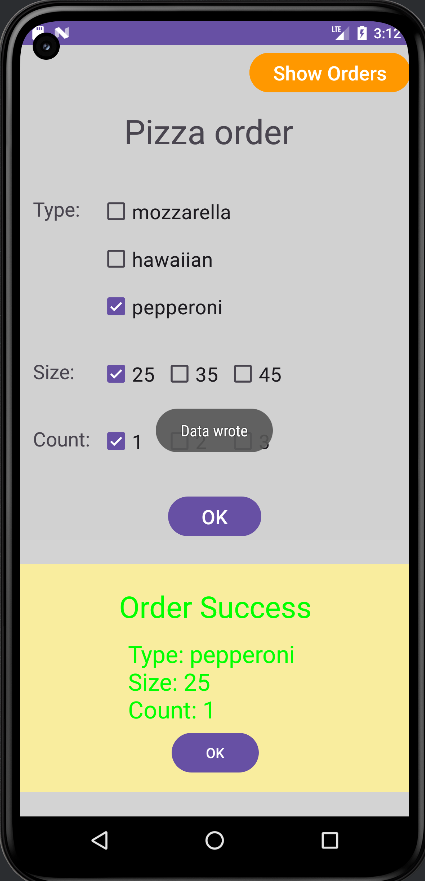 LTE 3:12
Show Orders
Pizza order
Type: mozzarella
hawaiian
pepperoni
Size: 25 35 45
Count: 1 2 3
Data wrote
OK
Order Success
Type: pepperoni
Size: 25
Count: 1
OK